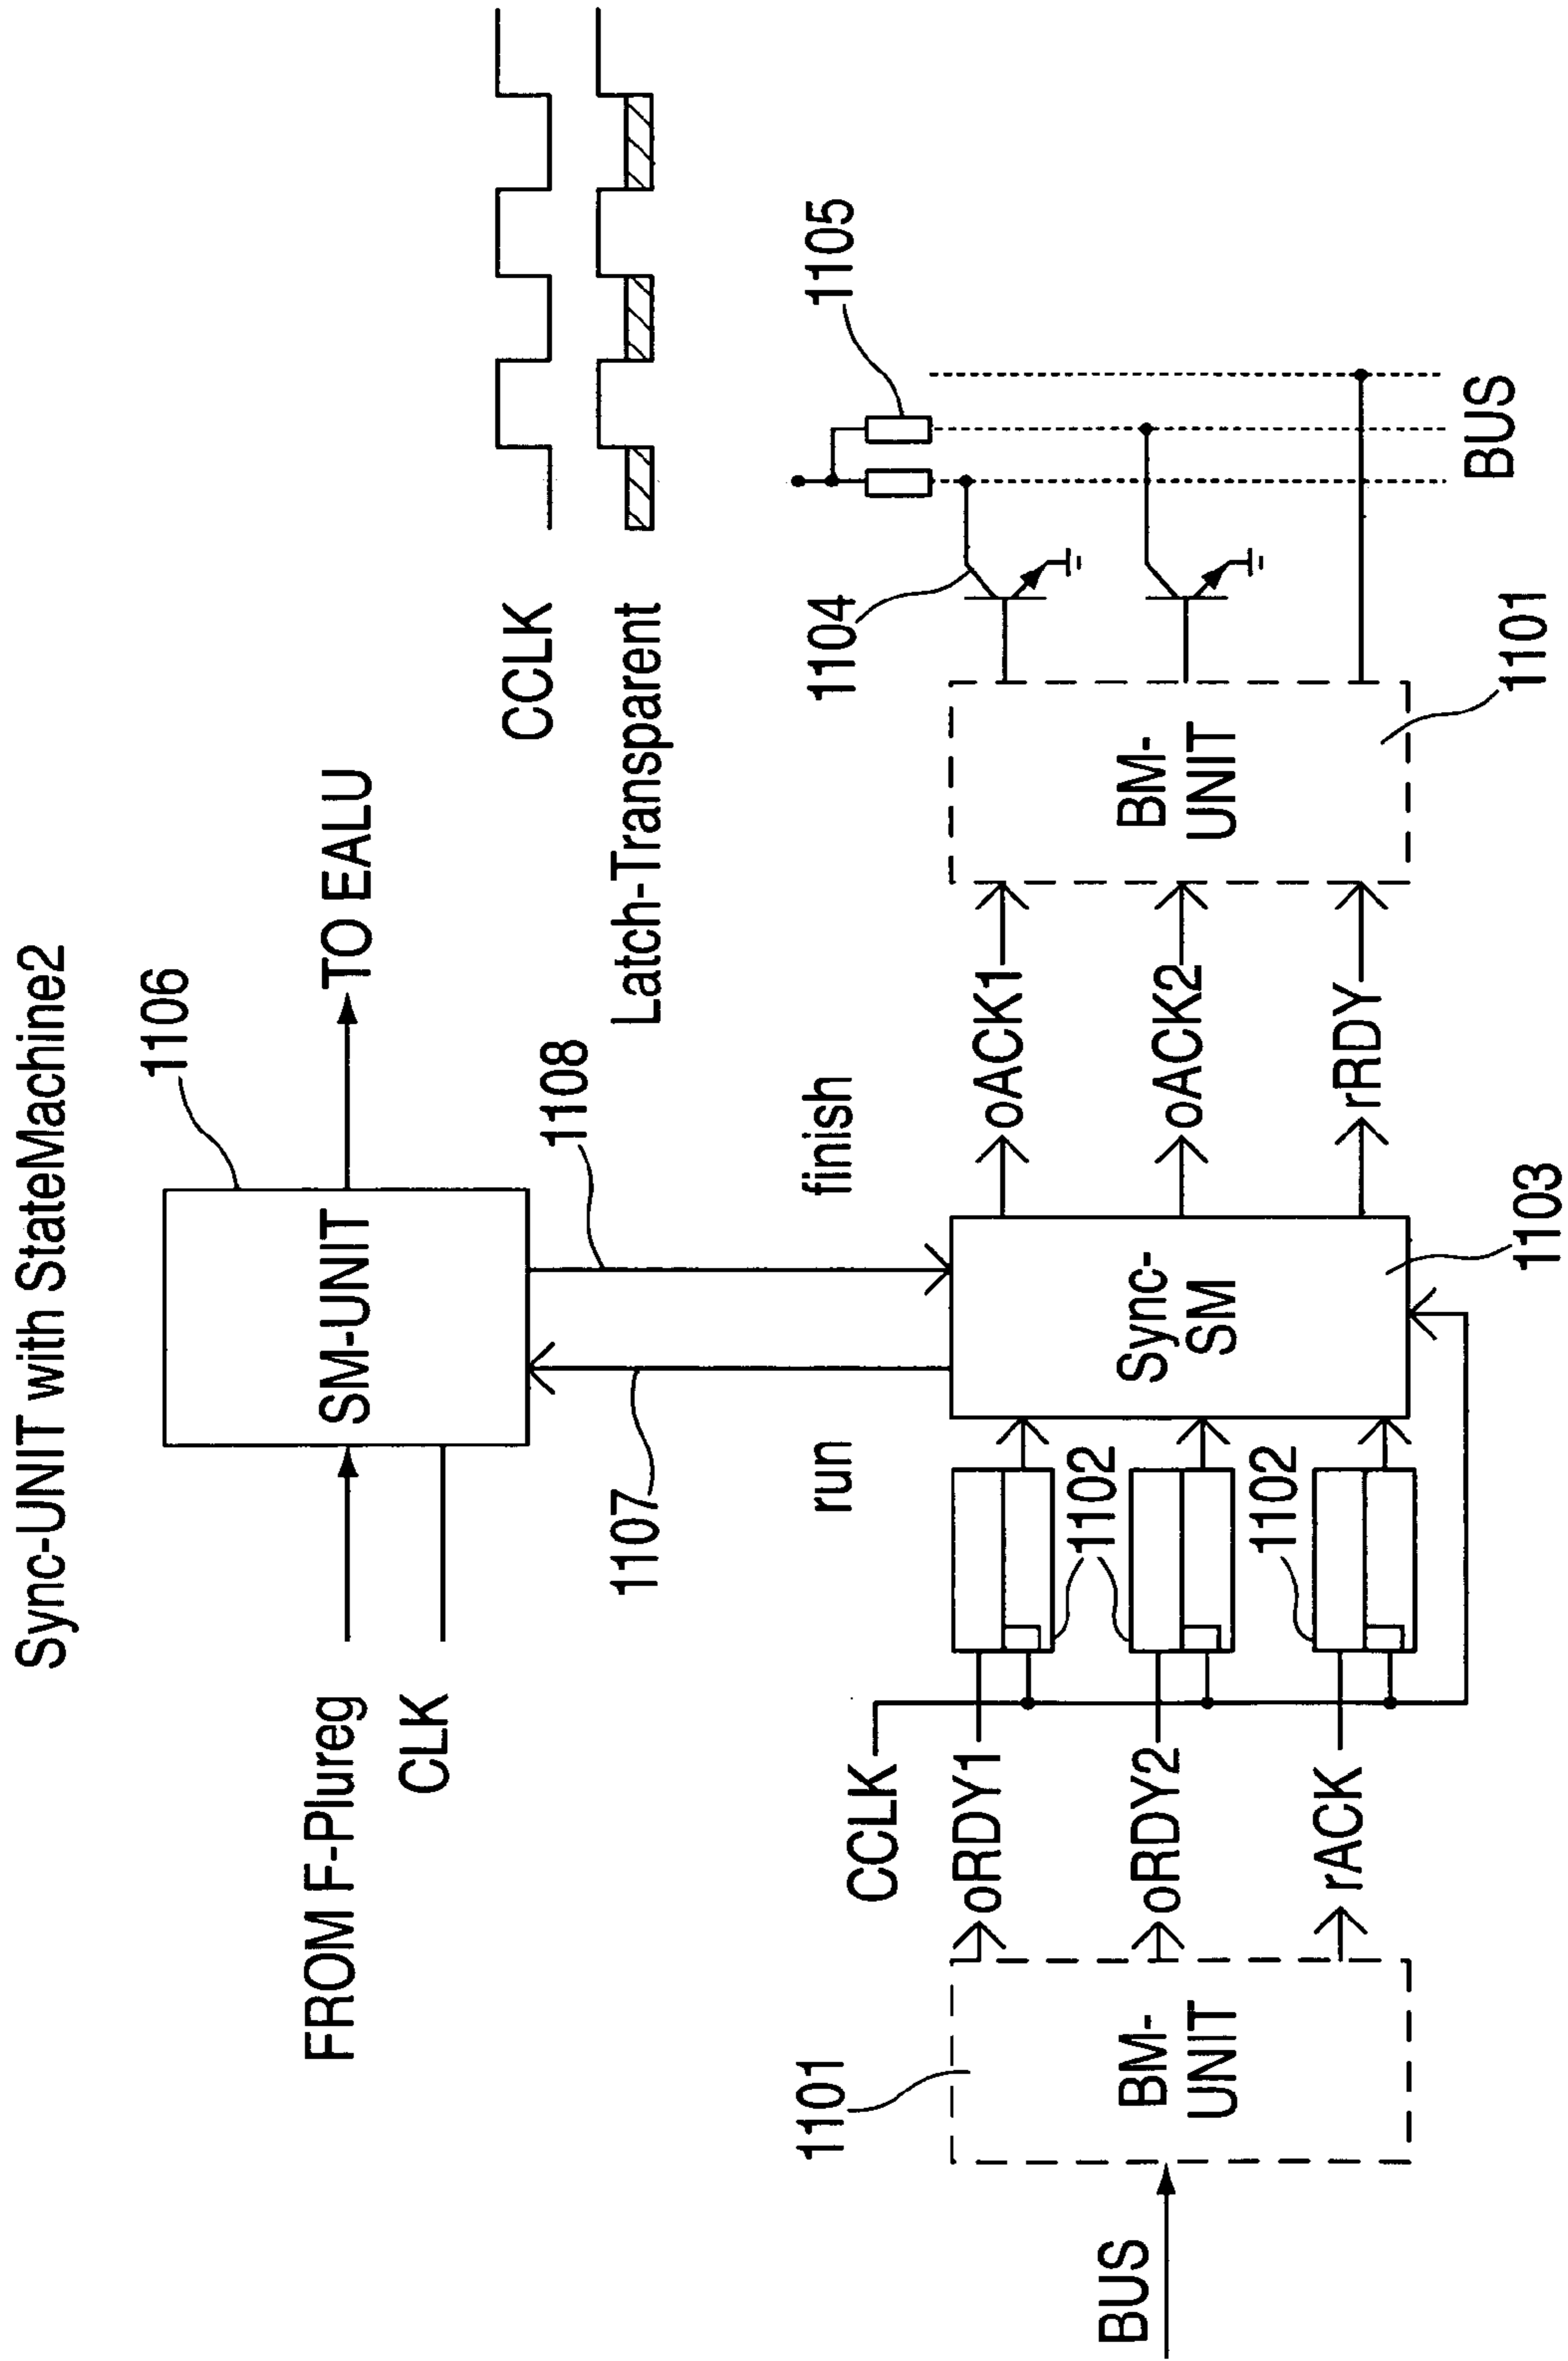 Sync-UNIT with StateMachine2
1106
FROM F-Plureg
CLK
SM-UNIT
TO EALU
CCLK
Latch-Transparent
1107
1108
run
finish
1101
BUS
BM-
UNIT
CCLK
oRDY1
oRDY2
rACK
1102
1102
Sync-
SM
1103
oACK1
oACK2
rRDY
BM-
UNIT
1101
1104
1105
BUS